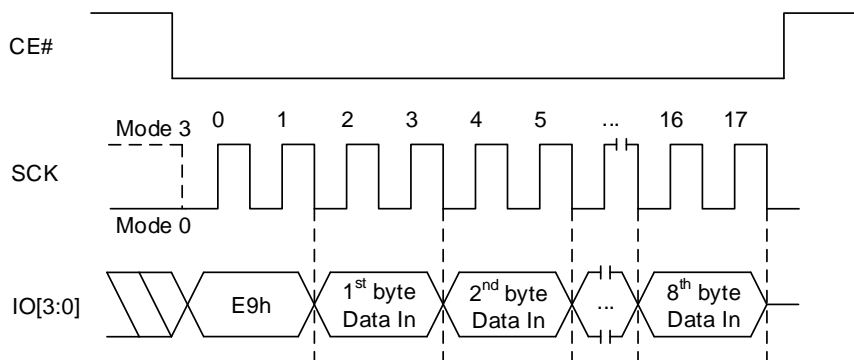 CE#
0 1 2 3 4 5 ... 16 17
Mode 3
SCK
Mode 0
IO[3:0]
E9h
1st byte
Data In
2nd byte
Data In
...
8th byte
Data In